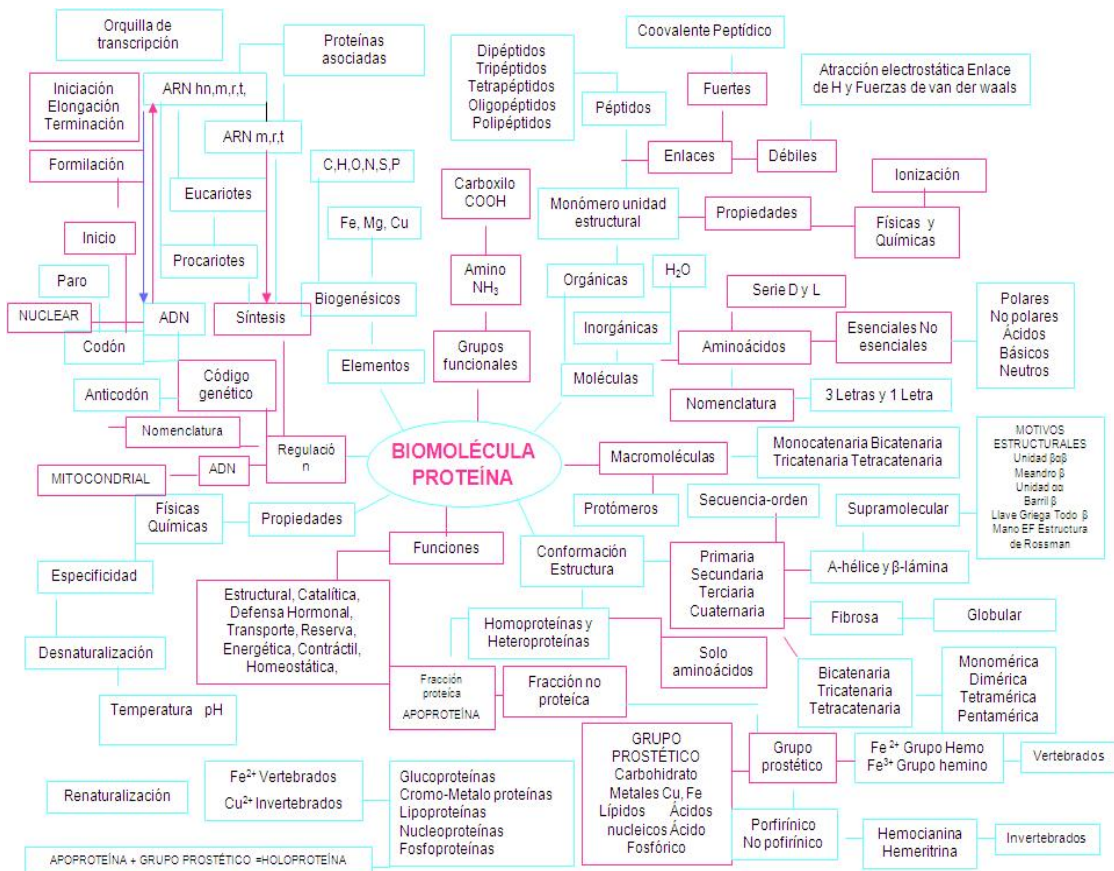 Orquilla de
transcripción
Proteínas
asociadas
Coovalente Peptídico
Dipéptidos
Tripéptidos
Tetrapéptidos
Oligopéptidos
Polipéptidos
Atracción electrostática Enlace
de H y Fuerzas de van der waals
Iniciación
Elongación
Terminación
ARN hn,m,r,t,
Fuertes
Péptidos
ARN m,r,t
Enlaces
Débiles
Formilación
C,H,O,N,S,P
Carboxilo
COOH
Ionización
Eucariotes
Monómero unidad
estructural
Propiedades
Físicas y
Químicas
Inicio
Fe, Mg, Cu
Procariotes
Amino
NH3
Orgánicas
H2O
Paro
Biogenésicos
Serie D y L
NUCLEAR
ADN
Síntesis
Inorgánicas
Polares
No polares
Ácidos
Básicos
Neutros
Codón
Grupos
funcionales
Aminoácidos
Esenciales No
esenciales
Elementos
Moléculas
Anticodón
Código
genético
Nomenclatura
3 Letras y 1 Letra
Nomenclatura
Regulació
n
BIOMOLÉCULA
PROTEÍNA
Macromoléculas
Monocatenaria Bicatenaria
Tricatenaria Tetracatenaria
MOTIVOS
ESTRUCTURALES
Unidad βαβ
Meandro β
Unidad αα
Barril β
Llave Griega Todo β
Mano EF Estructura
de Rossman
MITOCONDRIAL
ADN
Protómeros
Secuencia-orden
Supramolecular
Físicas
Químicas
Propiedades
Funciones
Conformación
Estructura
Primaria
Secundaria
Terciaria
Cuaternaria
Α-hélice y β-lámina
Especificidad
Estructural, Catalítica,
Defensa Hormonal,
Transporte, Reserva,
Energética, Contráctil,
Homeostática,
Homoproteínas y
Heteroproteínas
Fibrosa
Globular
Desnaturalización
Solo
aminoácidos
Fracción
proteíca
APOPROTEÍNA
Fracción no
proteíca
Bicatenaria
Tricatenaria
Tetracatenaria
Monomérica
Dimérica
Tetramérica
Pentamérica
Temperatura pH
GRUPO
PROSTÉTICO
Carbohidrato
Metales Cu, Fe
Lípidos Ácidos
nucleicos Ácido
Fosfórico
Grupo
prostético
Fe 2+ Grupo Hemo
Fe3+ Grupo hemino
Vertebrados
Renaturalización
Fe2+ Vertebrados
Cu2+ Invertebrados
Glucoproteínas
Cromo-Metalo proteínas
Lipoproteínas
Nucleoproteínas
Fosfoproteínas
Porfirínico
No pofirínico
Hemocianina
Hemeritrina
Invertebrados
APOPROTEÍNA + GRUPO PROSTÉTICO =HOLOPROTEÍNA